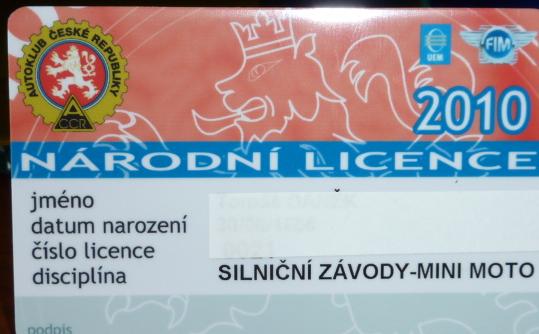 AUTOKLUB ČESKÉ REPUBLIKY
ACCR
UEM
FIM
2010
NÁRODNÍ LICENCE
jméno
datum narození
číslo licence
disciplína SILNIČNÍ ZÁVODY-MINI MOTO
podpis